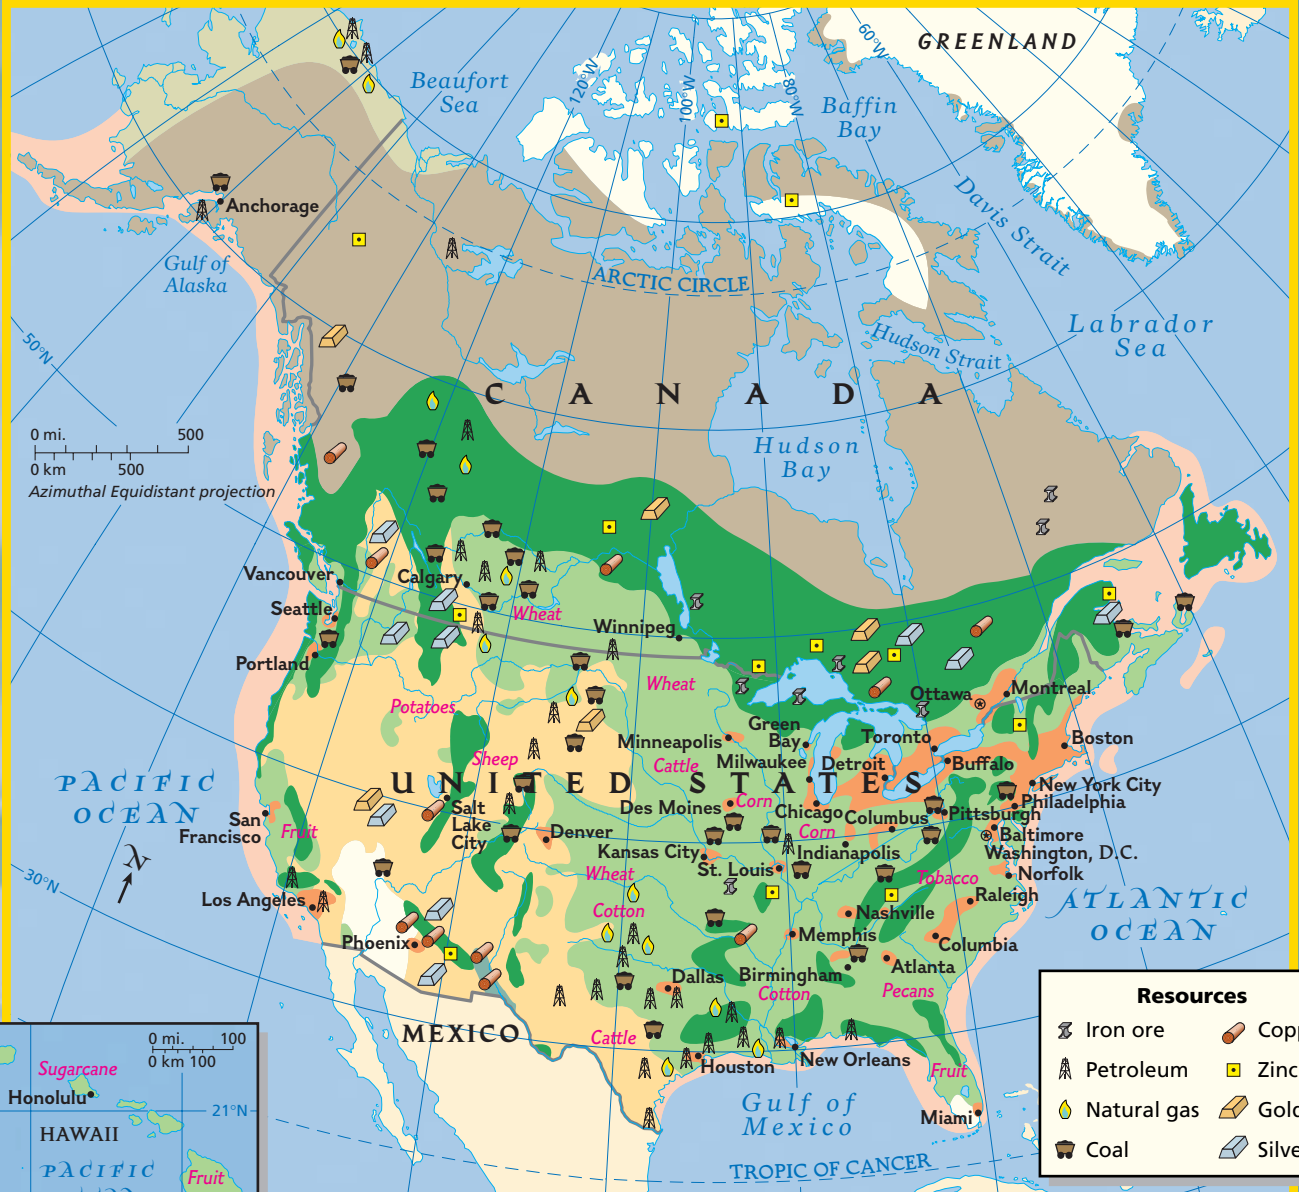 GREENLAND
60°W
Beaufort
Sea
120°W
100°W
80°W
Baffin
Bay
Davis Strait
Anchorage
Gulf of
Alaska
ARCTIC CIRCLE
Labrador
Sea
Hudson Strait
50°N
CANADA
0 mi. 500
0 km 500
Azimuthal Equidistant projection
Hudson
Bay
Vancouver
Calgary
Seattle
Wheat
Winnipeg
Portland
Wheat
Ottawa
Montreal
Potatoes
Green
Bay
Toronto
Boston
Minneapolis
Milwaukee
Detroit
Buffalo
Sheep
Cattle
PACIFIC
OCEAN
UNITED STATES
New York City
Philadelphia
Salt
Lake
City
Des Moines
Corn
Chicago
Columbus
Pittsburgh
San
Francisco
Fruit
Denver
Corn
Baltimore
Kansas City
Indianapolis
Washington, D.C.
N
30°N
St. Louis
Wheat
Tobacco
Norfolk
Raleigh
Los Angeles
Cotton
Nashville
ATLANTIC
OCEAN
Phoenix
Memphis
Columbia
Dallas
Birmingham
Atlanta
Cotton
Pecans
MEXICO
Cattle
Houston
New Orleans
Fruit
Gulf of
Mexico
Miami
TROPIC OF CANCER
0 mi. 100
0 km 100
Sugarcane
Honolulu
21°N
HAWAII
PACIFIC
Fruit
Resources
Iron ore
Copp
Petroleum
Zinc
Natural gas
Gold
Coal
Silve